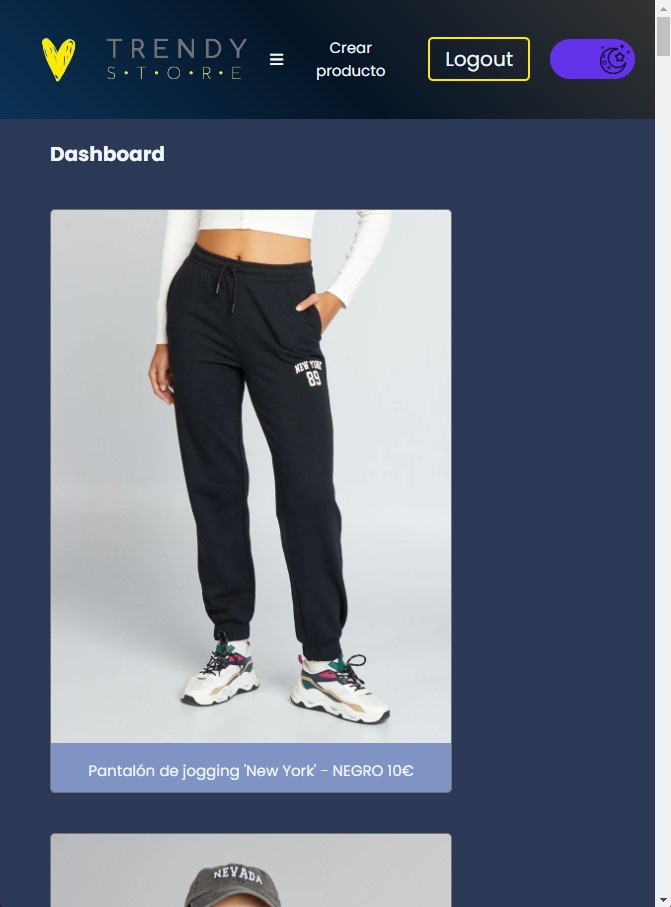 TRENDY
S·T·O·R·E
Crear
producto
Logout
Dashboard
NEW YORK
89
Pantalón de jogging 'New York' - NEGRO 10€
NEVADA